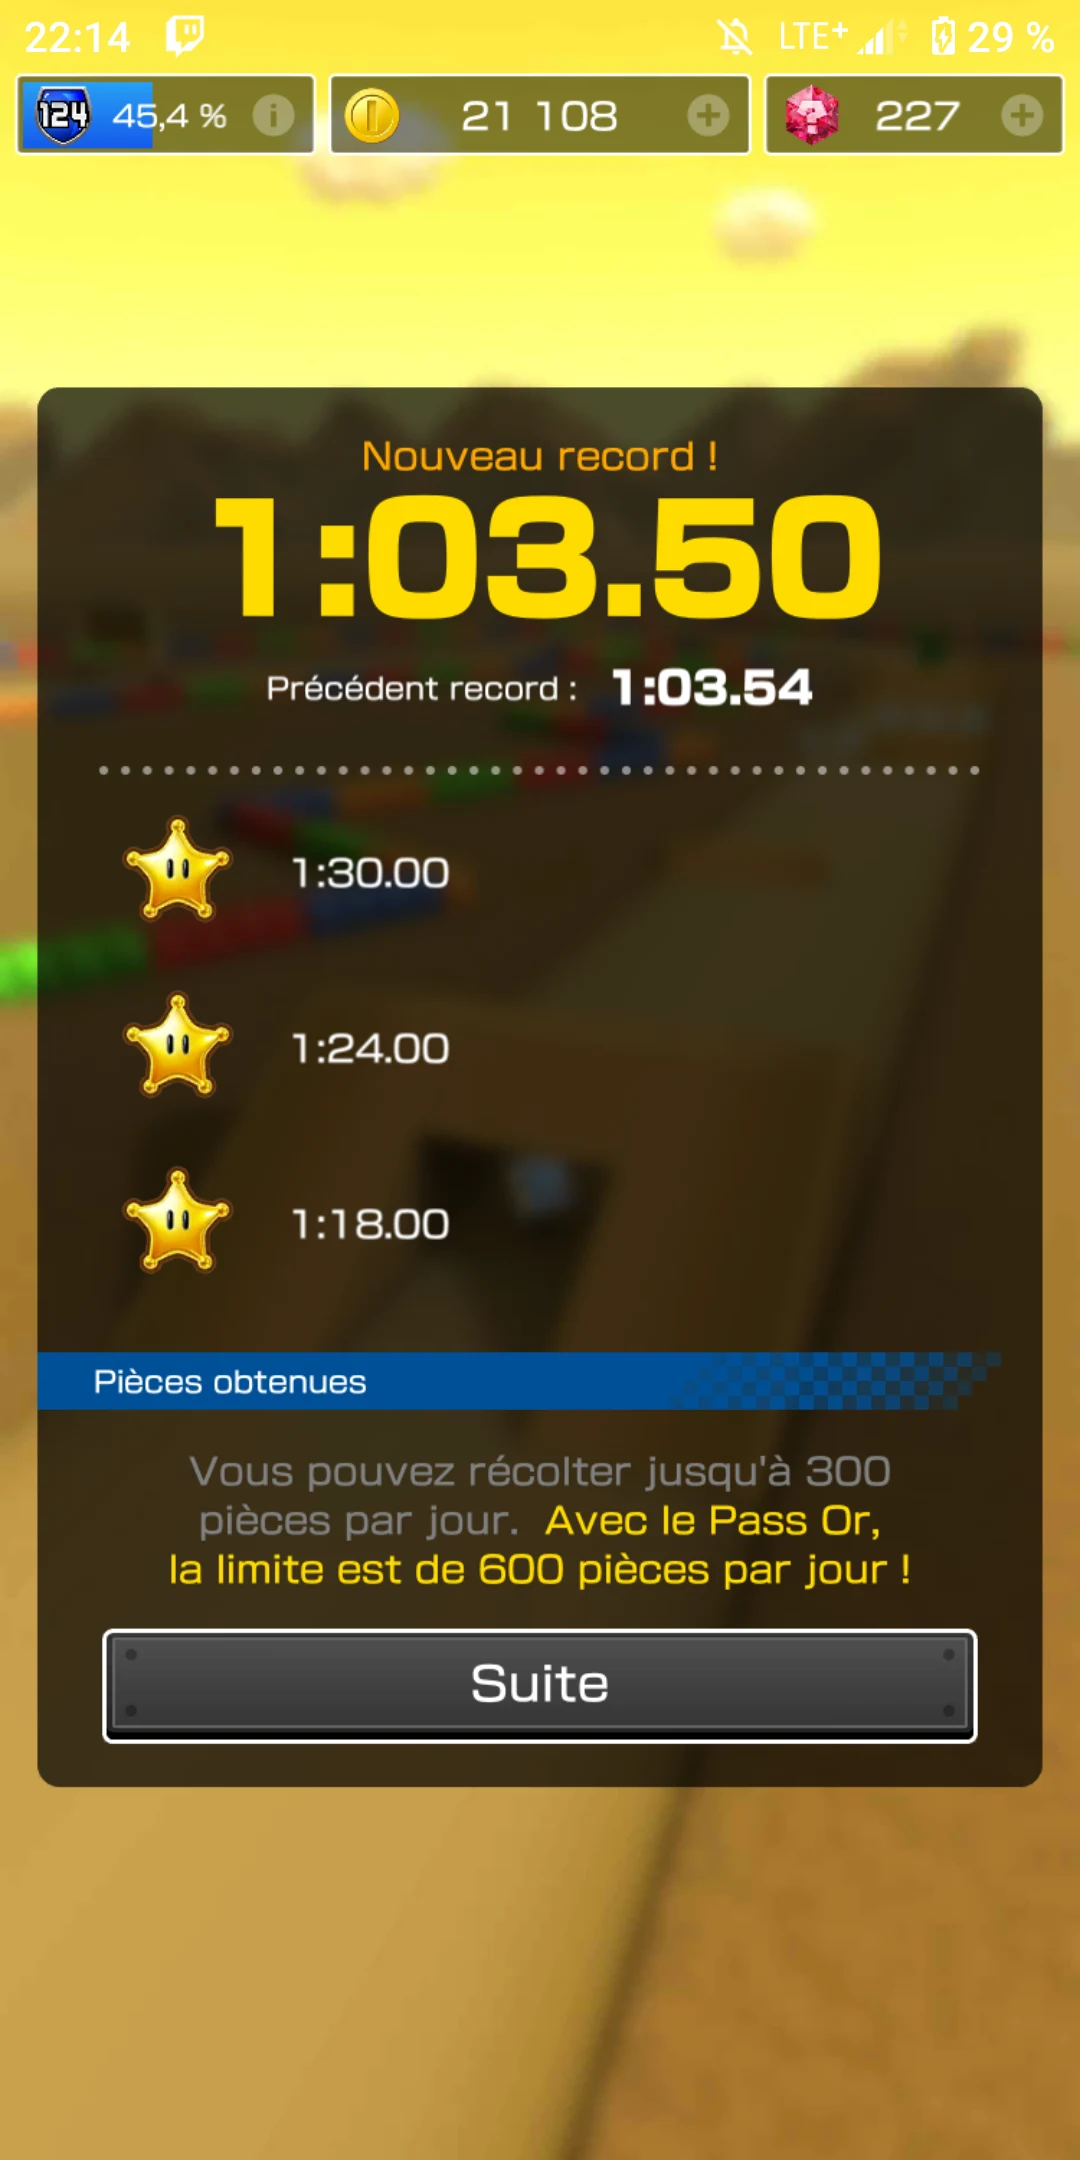 22:14 LTE+ 29 %
124 45,4 % i 21 108 + 227 +
Nouveau record !
1:03.50
Précédent record : 1:03.54
1:30.00
1:24.00
1:18.00
Pièces obtenues
Vous pouvez récolter jusqu'à 300
pièces par jour. Avec le Pass Or,
la limite est de 600 pièces par jour !
Suite